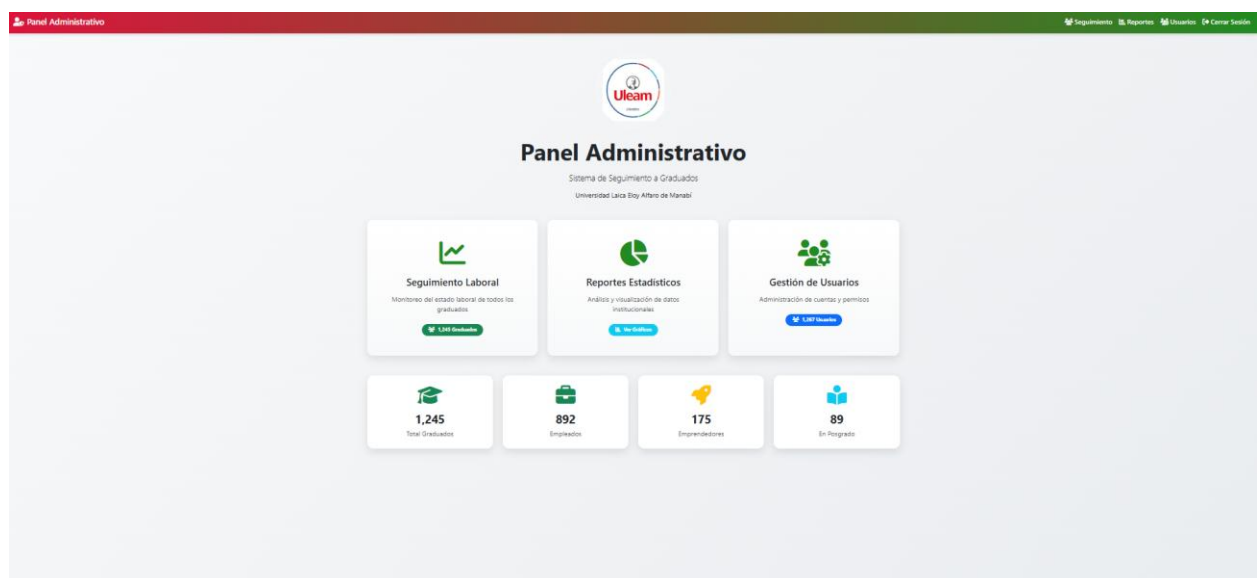 Panel Administrativo
Seguimiento Reportes Usuarios Cerrar Sesión
Uleam
Panel Administrativo
Sistema de Seguimiento a Graduados
Universidad Laica Eloy Alfaro de Manabí
Seguimiento Laboral
Monitoreo del estado laboral de todos los
graduados
1,245 Graduados
Reportes Estadísticos
Análisis y visualización de datos
institucionales
Ver Gráficos
Gestión de Usuarios
Administración de cuentas y permisos
1,267 Usuarios
1,245
Total Graduados
892
Empleados
175
Emprendedores
89
En Posgrado